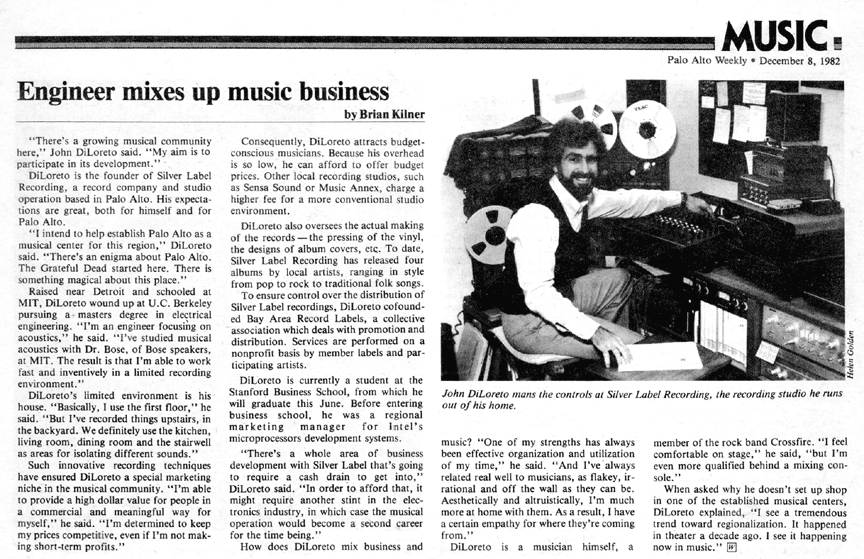 MUSIC
Palo Alto Weekly • December 8, 1982
Engineer mixes up music business
by Brian Kilner
"There's a growing musical community
here," John DiLoreto said. "My aim is to
participate in its development."
DiLoreto is the founder of Silver Label
Recording, a record company and studio
operation based in Palo Alto. His expecta-
tions are great, both for himself and for
Palo Alto.
"I intend to help establish Palo Alto as a
musical center for this region," DiLoreto
said. "There's an enigma about Palo Alto.
The Grateful Dead started here. There is
something magical about this place."
Raised near Detroit and schooled at
MIT, DiLoreto wound up at U.C. Berkeley
pursuing a masters degree in electrical
engineering. "I'm an engineer focusing on
acoustics," he said. "I've studied musical
acoustics with Dr. Bose, of Bose speakers,
at MIT. The result is that I'm able to work
fast and inventively in a limited recording
environment."
DiLoreto's limited environment is his
house. "Basically, I use the first floor," he
said. "But I've recorded things upstairs, in
the backyard. We definitely use the kitchen,
living room, dining room and the stairwell
as areas for isolating different sounds."
Such innovative recording techniques
have ensured DiLoreto a special marketing
niche in the musical community. "I'm able
to provide a high dollar value for people in
a commercial and meaningful way for
myself," he said. "I'm determined to keep
my prices competitive, even if I'm not mak-
ing short-term profits."
Consequently, DiLoreto attracts budget-
conscious musicians. Because his overhead
is so low, he can afford to offer budget
prices. Other local recording studios, such
as Sensa Sound or Music Annex, charge a
higher fee for a more conventional studio
environment.
DiLoreto also oversees the actual making
of the records—the pressing of the vinyl,
the designs of album covers, etc. To date,
Silver Label Recording has released four
albums by local artists, ranging in style
from pop to rock to traditional folk songs.
To ensure control over the distribution of
Silver Label recordings, DiLoreto cofound-
ed Bay Area Record Labels, a collective
association which deals with promotion and
distribution. Services are performed on a
nonprofit basis by member labels and par-
ticipating artists.
DiLoreto is currently a student at the
Stanford Business School, from which he
will graduate this June. Before entering
business school, he was a regional
marketing manager for Intel's
microprocessors development systems.
"There's a whole area of business
development with Silver Label that's going
to require a cash drain to get into,"
DiLoreto said. "In order to afford that, it
might require another stint in the elec-
tronics industry, in which case the musical
operation would become a second career
for the time being."
How does DiLoreto mix business and
TEAC
Helen Golden
John DiLoreto mans the controls at Silver Label Recording, the recording studio he runs
out of his home.
music? "One of my strengths has always
been effective organization and utilization
of my time," he said. "And I've always
related real well to musicians, as flakey, ir-
rational and off the wall as they can be.
Aesthetically and altruistically, I'm much
more at home with them. As a result, I have
a certain empathy for where they're coming
from."
DiLoreto is a musician himself, a
member of the rock band Crossfire. "I feel
comfortable on stage," he said, "but I'm
even more qualified behind a mixing con-
sole."
When asked why he doesn't set up shop
in one of the established musical centers,
DiLoreto explained, "I see a tremendous
trend toward regionalization. It happened
in theater a decade ago. I see it happening
now in music." W